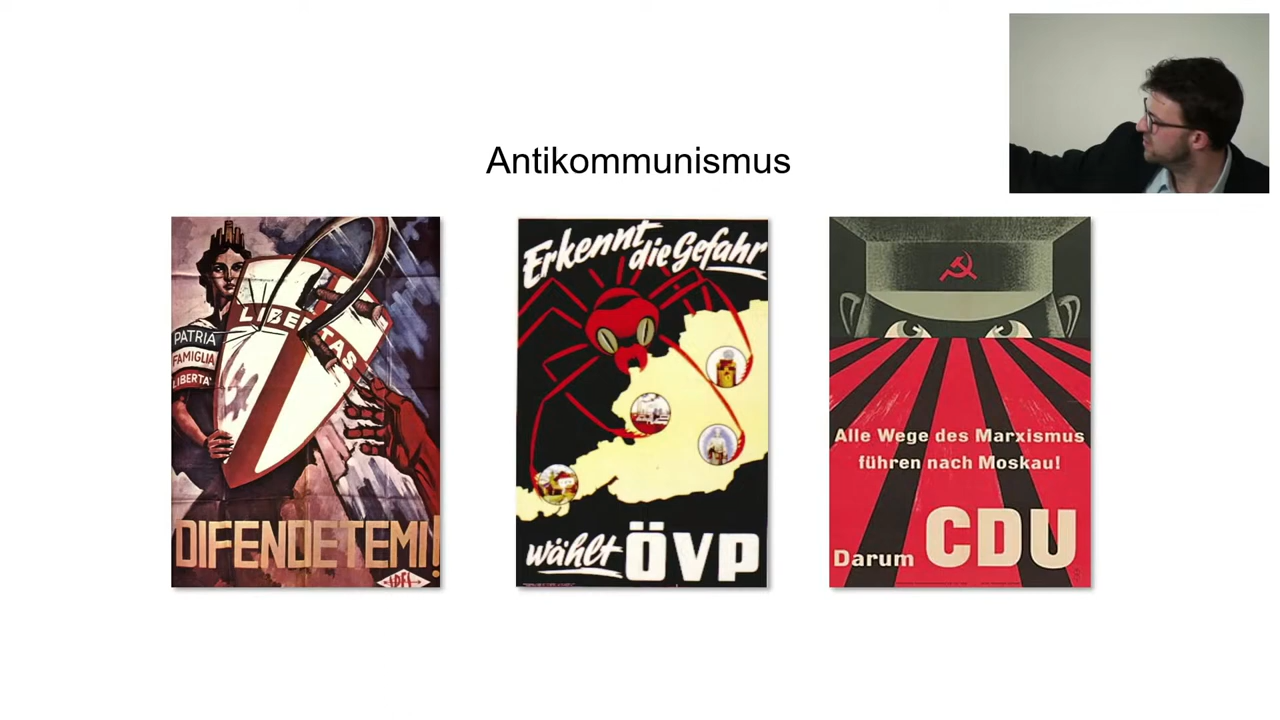 Antikommunismus
LIBERTAS
PATRIA
FAMIGLIA
LIBERTA'
DIFENDETEMI!
Erkennt
die Gefahr
wählt ÖVP
Alle Wege des Marxismus
führen nach Moskau!
Darum CDU